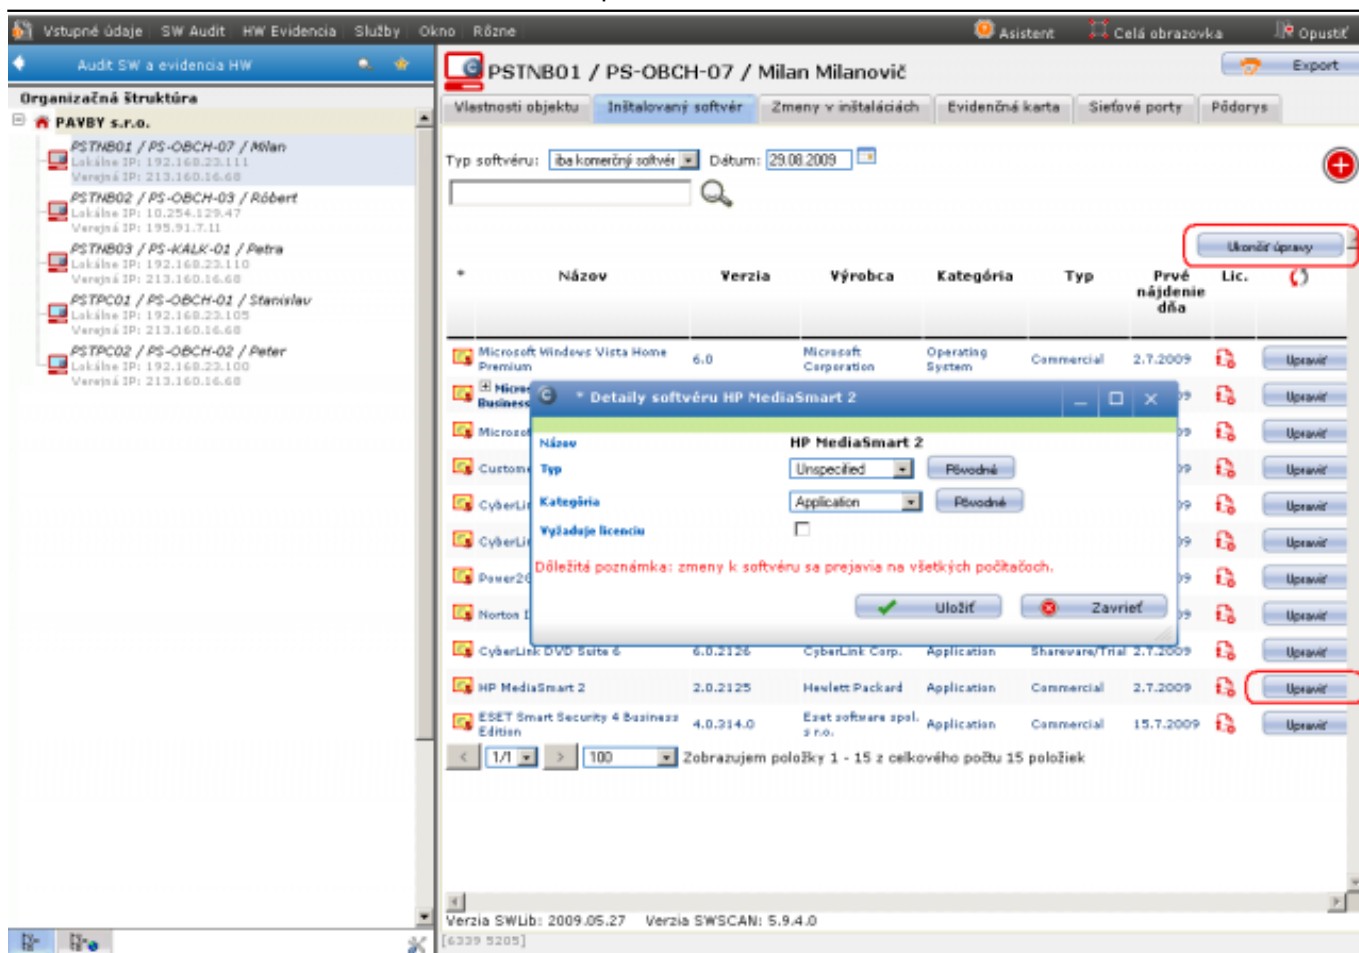 Vstupné údaje SW Audit HW Evidencia Služby Okno Rôzne Asistent Celá obrazovka Opustiť
Audit SW a evidencia HW
Organizačná štruktúra
PAVBY s.r.o.
PSTNB01 / PS-OBCH-07 / Milan
Lokálne IP: 192.168.23.111
Verejná IP: 213.160.16.68
PSTNB02 / PS-OBCH-03 / Róbert
Lokálne IP: 10.254.129.47
Verejná IP: 195.91.7.11
PSTNB03 / PS-KALK-01 / Petra
Lokálne IP: 192.168.23.110
Verejná IP: 213.160.16.68
PSTPC01 / PS-OBCH-01 / Stanislav
Lokálne IP: 192.168.23.105
Verejná IP: 213.160.16.68
PSTPC02 / PS-OBCH-02 / Peter
Lokálne IP: 192.168.23.100
Verejná IP: 213.160.16.68
PSTNB01 / PS-OBCH-07 / Milan Milanovič
Export
Vlastnosti objektu Inštalovaný softvér Zmeny v inštaláciách Evidenčná karta Sieťové porty Pôdorys
Typ softvéru: iba komerčný softvér Dátum: 29.08.2009
Ukončiť úpravy
* Názov Verzia Výrobca Kategória Typ Prvé nájdenie dňa Lic.
Microsoft Windows Vista Home Premium 6.0 Microsoft Corporation Operating System Commercial 2.7.2009 Upraviť
Business Upraviť
Upraviť
Upraviť
Upraviť
Upraviť
Upraviť
Norton Upraviť
CyberLink DVD Suite 6 6.0.2126 CyberLink Corp. Application Shareware/Trial 2.7.2009 Upraviť
HP MediaSmart 2 2.0.2125 Hewlett Packard Application Commercial 2.7.2009 Upraviť
ESET Smart Security 4 Business Edition 4.0.314.0 Eset software spol. s r.o. Application Commercial 15.7.2009 Upraviť
* Detaily softvéru HP MediaSmart 2
Názov HP MediaSmart 2
Typ Unspecified Pôvodné
Kategória Application Pôvodné
Vyžaduje licenciu
Dôležitá poznámka: zmeny k softvéru sa prejavia na všetkých počítačoch.
Uložiť Zavrieť
< 1/1 > 100 Zobrazujem položky 1 - 15 z celkového počtu 15 položiek
Verzia SWLib: 2009.05.27 Verzia SWSCAN: 5.9.4.0
[6339 5205]